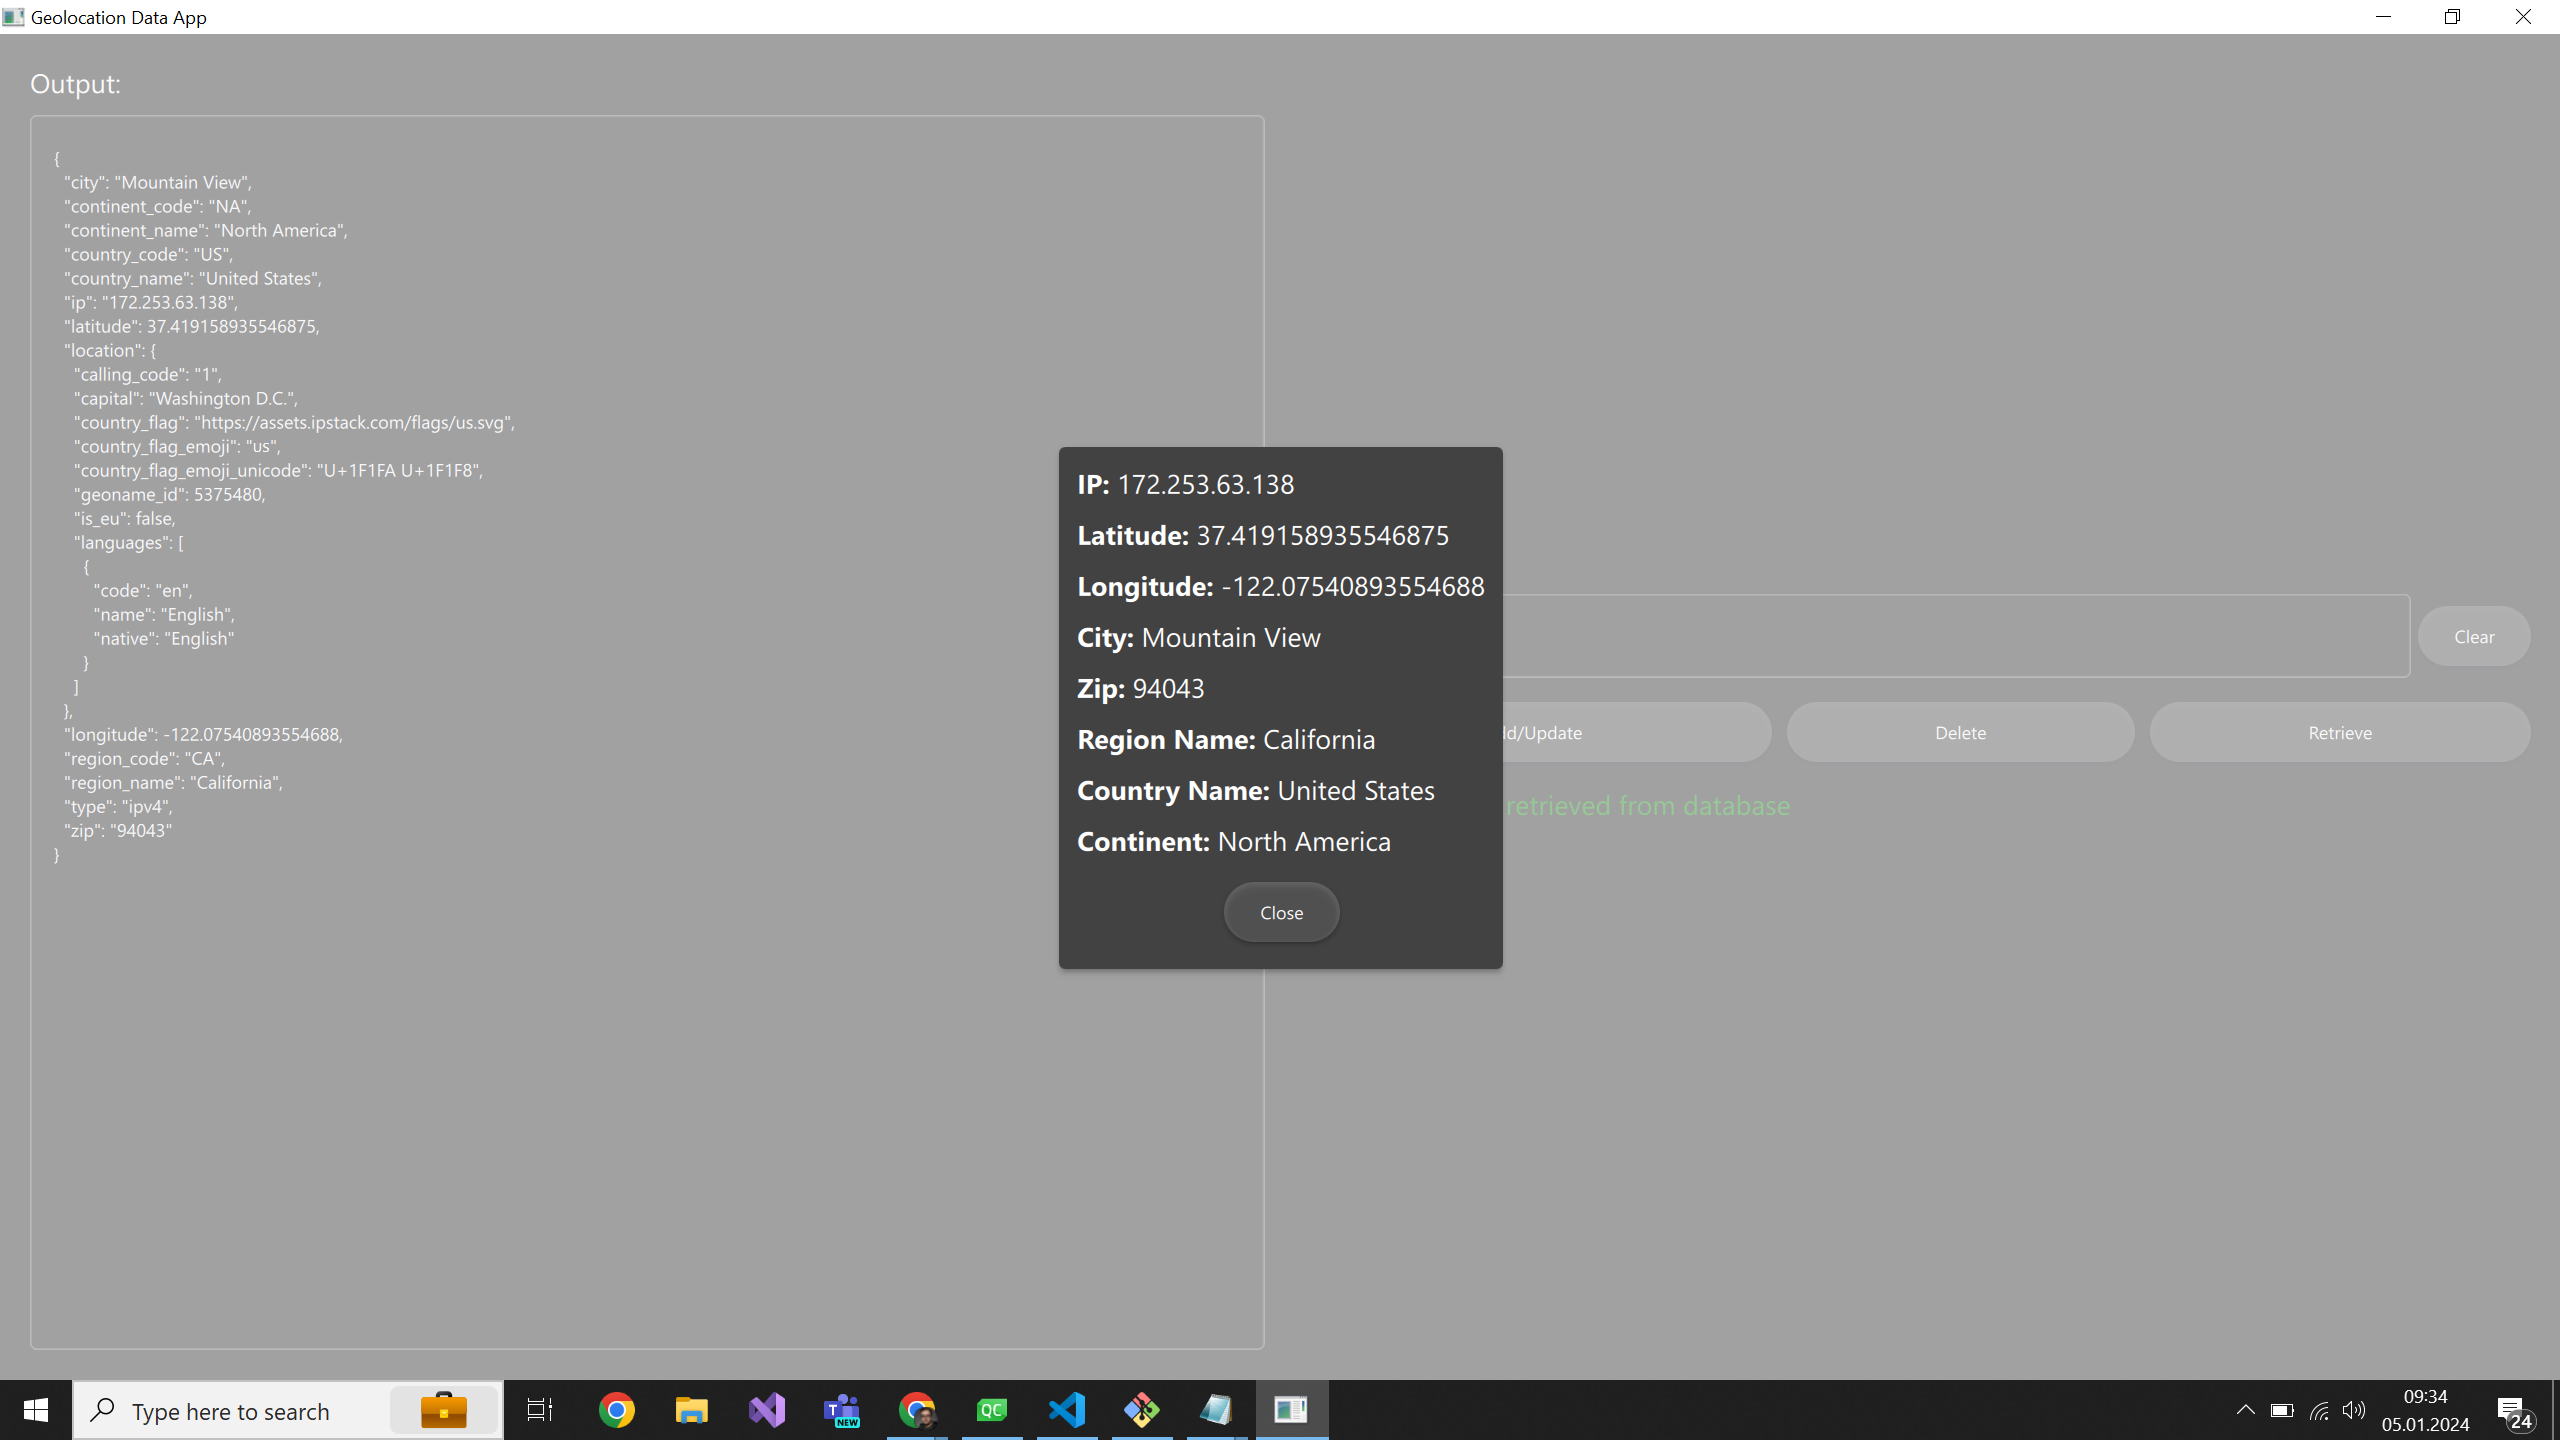 Geolocation Data App
Output:
{
"city": "Mountain View",
"continent_code": "NA",
"continent_name": "North America",
"country_code": "US",
"country_name": "United States",
"ip": "172.253.63.138",
"latitude": 37.419158935546875,
"location": {
"calling_code": "1",
"capital": "Washington D.C.",
"country_flag": "https://assets.ipstack.com/flags/us.svg",
"country_flag_emoji": "us",
"country_flag_emoji_unicode": "U+1F1FA U+1F1F8",
"geoname_id": 5375480,
"is_eu": false,
"languages": [
{
"code": "en",
"name": "English",
"native": "English"
}
]
},
"longitude": -122.07540893554688,
"region_code": "CA",
"region_name": "California",
"type": "ipv4",
"zip": "94043"
}
IP: 172.253.63.138
Latitude: 37.419158935546875
Longitude: -122.07540893554688
City: Mountain View
Zip: 94043
Region Name: California
Country Name: United States
Continent: North America
Close
Clear
dd/Update
Delete
Retrieve
retrieved from database
Type here to search
T
NEW
QC
09:34
05.01.2024
24